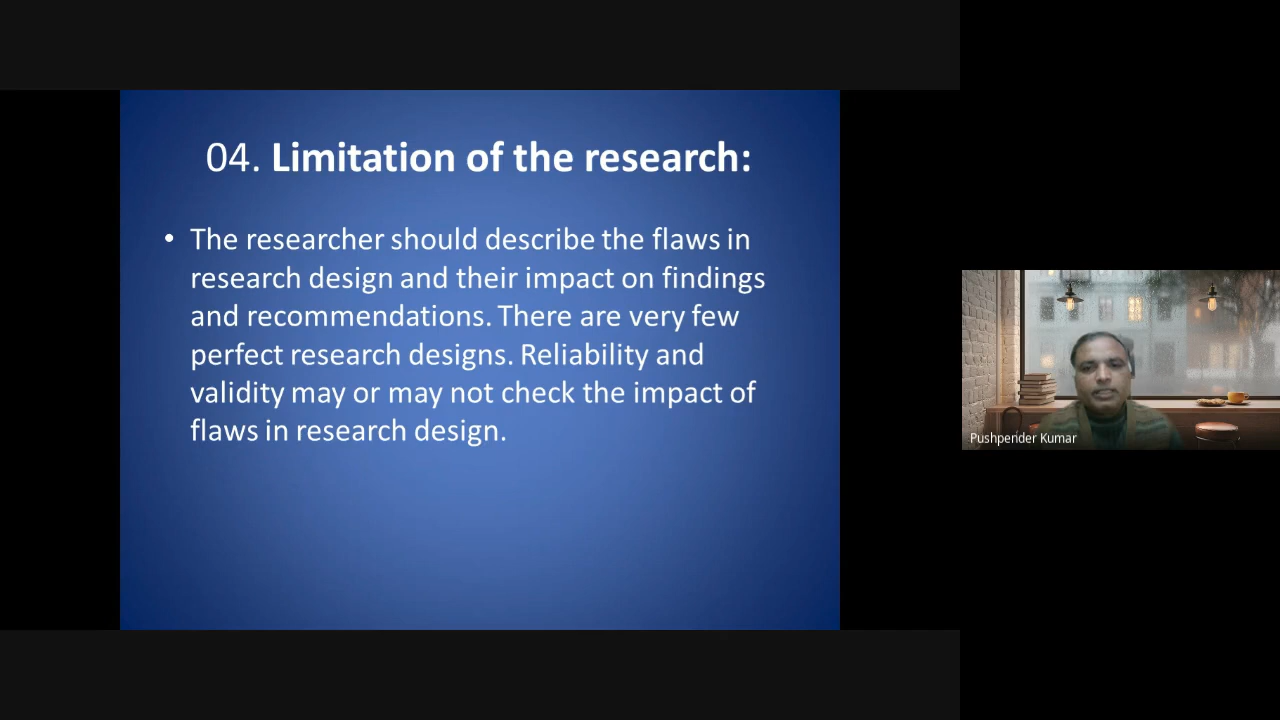 04. Limitation of the research:
• The researcher should describe the flaws in
research design and their impact on findings
and recommendations. There are very few
perfect research designs. Reliability and
validity may or may not check the impact of
flaws in research design.
Pushpender Kumar